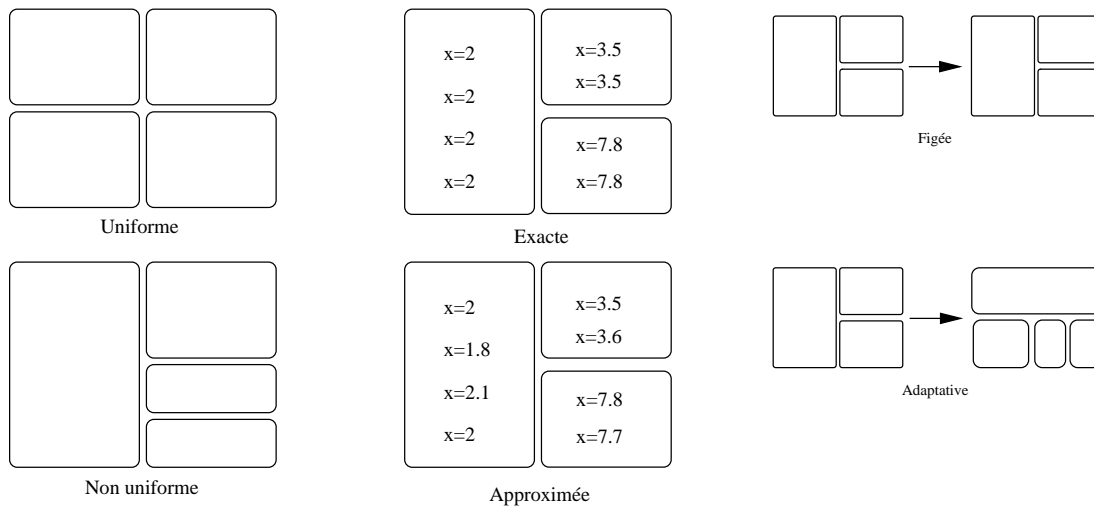 Uniforme
x=2
x=2
x=2
x=2
x=3.5
x=3.5
x=7.8
x=7.8
Exacte
Figée
Non uniforme
x=2
x=1.8
x=2.1
x=2
x=3.5
x=3.6
x=7.8
x=7.7
Approximée
Adaptative